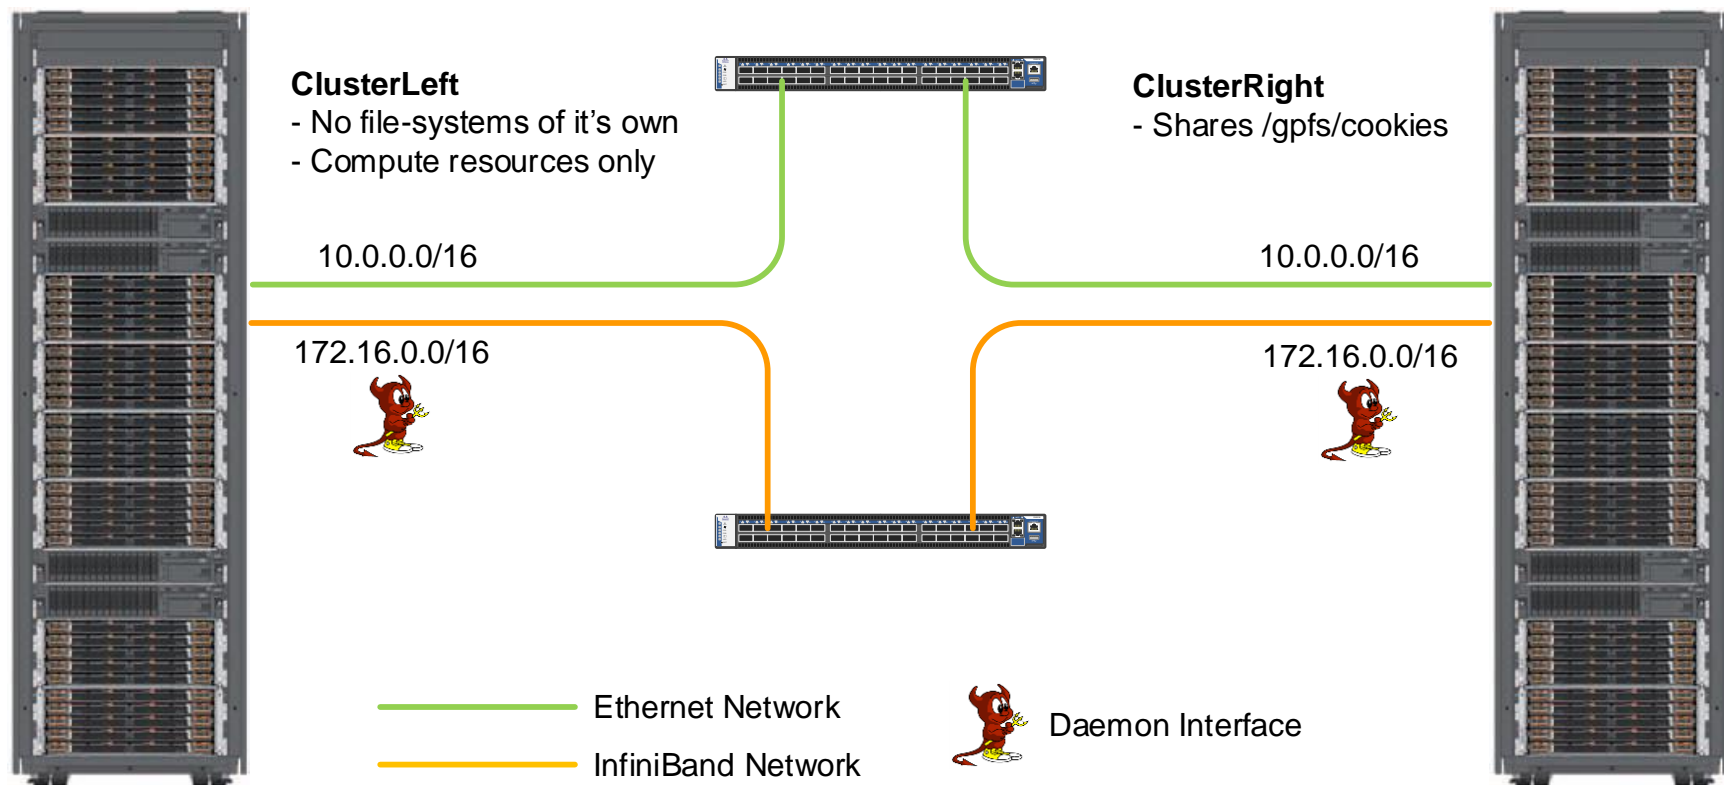 ClusterLeft
- No file-systems of it's own
- Compute resources only
ClusterRight
- Shares /gpfs/cookies
10.0.0.0/16
10.0.0.0/16
172.16.0.0/16
172.16.0.0/16
Ethernet Network
InfiniBand Network
Daemon Interface